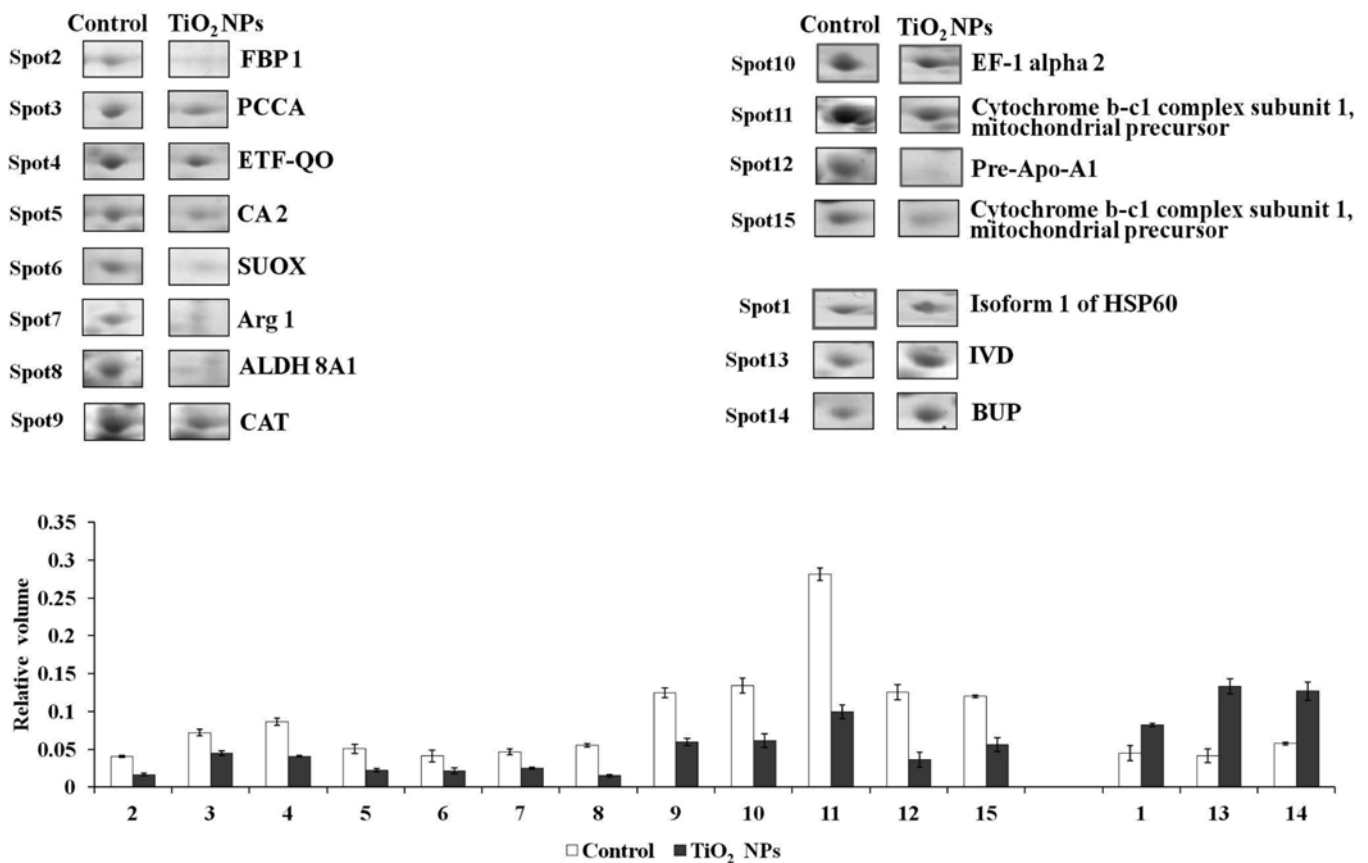 Control TiO₂ NPs
Spot2 FBP 1
Spot3 PCCA
Spot4 ETF-QO
Spot5 CA 2
Spot6 SUOX
Spot7 Arg 1
Spot8 ALDH 8A1
Spot9 CAT
Control TiO₂ NPs
Spot10 EF-1 alpha 2
Spot11 Cytochrome b-c1 complex subunit 1,
mitochondrial precursor
Spot12 Pre-Apo-A1
Spot15 Cytochrome b-c1 complex subunit 1,
mitochondrial precursor
Spot1 Isoform 1 of HSP60
Spot13 IVD
Spot14 BUP
Relative volume
0.35
0.3
0.25
0.2
0.15
0.1
0.05
0
2 3 4 5 6 7 8 9 10 11 12 15 1 13 14
Control TiO₂ NPs